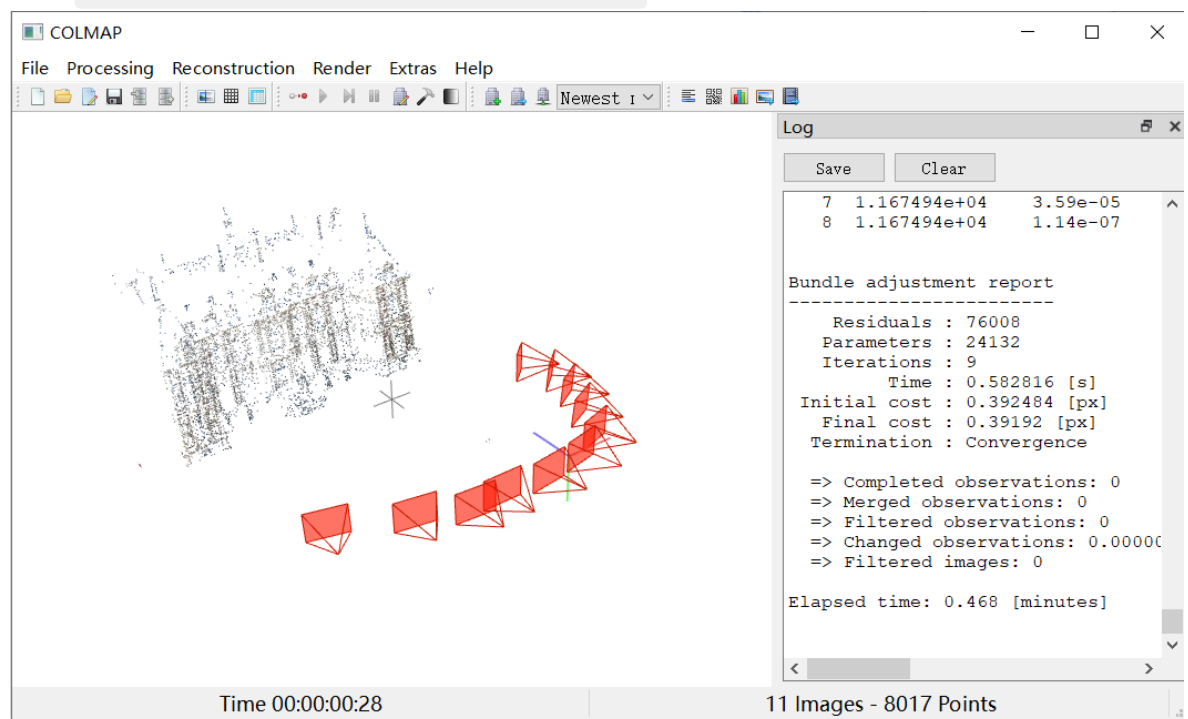 COLMAP
File Processing Reconstruction Render Extras Help
Newest
Log
Save Clear
7 1.167494e+04 3.59e-05
8 1.167494e+04 1.14e-07
Bundle adjustment report
------------------------
Residuals : 76008
Parameters : 24132
Iterations : 9
Time : 0.582816 [s]
Initial cost : 0.392484 [px]
Final cost : 0.39192 [px]
Termination : Convergence
=> Completed observations: 0
=> Merged observations: 0
=> Filtered observations: 0
=> Changed observations: 0.00000
=> Filtered images: 0
Elapsed time: 0.468 [minutes]
Time 00:00:00:28 11 Images - 8017 Points